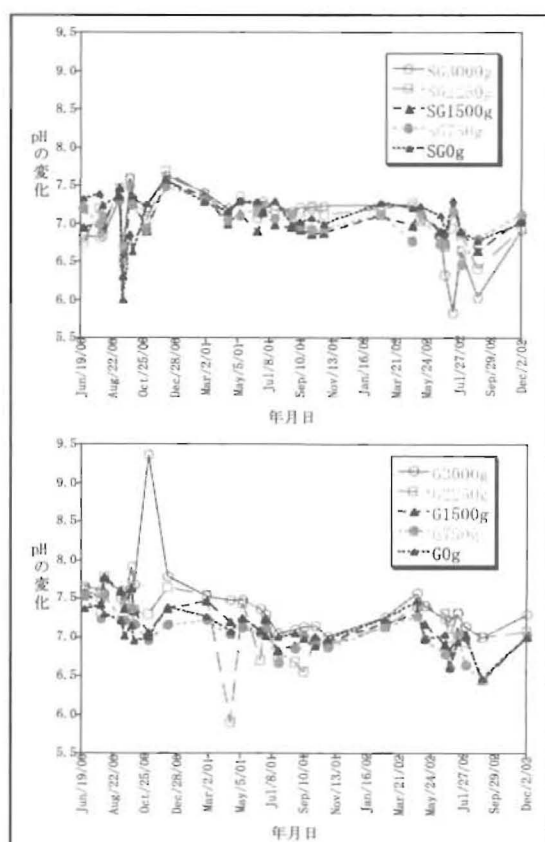 9.5
9.0
8.5
8.0
7.5
7.0
6.5
6.0
5.5
pHの変化
SG3000g
SG2250g
SG1500g
SG750g
SG0g
Jun/19/00
Aug/22/00
Oct/25/00
Dec/28/00
Mar/2/01
May/5/01
Jul/8/01
Sep/10/01
Nov/13/01
Jan/16/02
Mar/21/02
May/24/02
Jul/27/02
Sep/29/02
Dec/2/02
年月日
9.5
9.0
8.5
8.0
7.5
7.0
6.5
6.0
5.5
pHの変化
G3000g
G2250g
G1500g
G750g
G0g
Jun/19/00
Aug/22/00
Oct/25/00
Dec/28/00
Mar/2/01
May/5/01
Jul/8/01
Sep/10/01
Nov/13/01
Jan/16/02
Mar/21/02
May/24/02
Jul/27/02
Sep/29/02
Dec/2/02
年月日